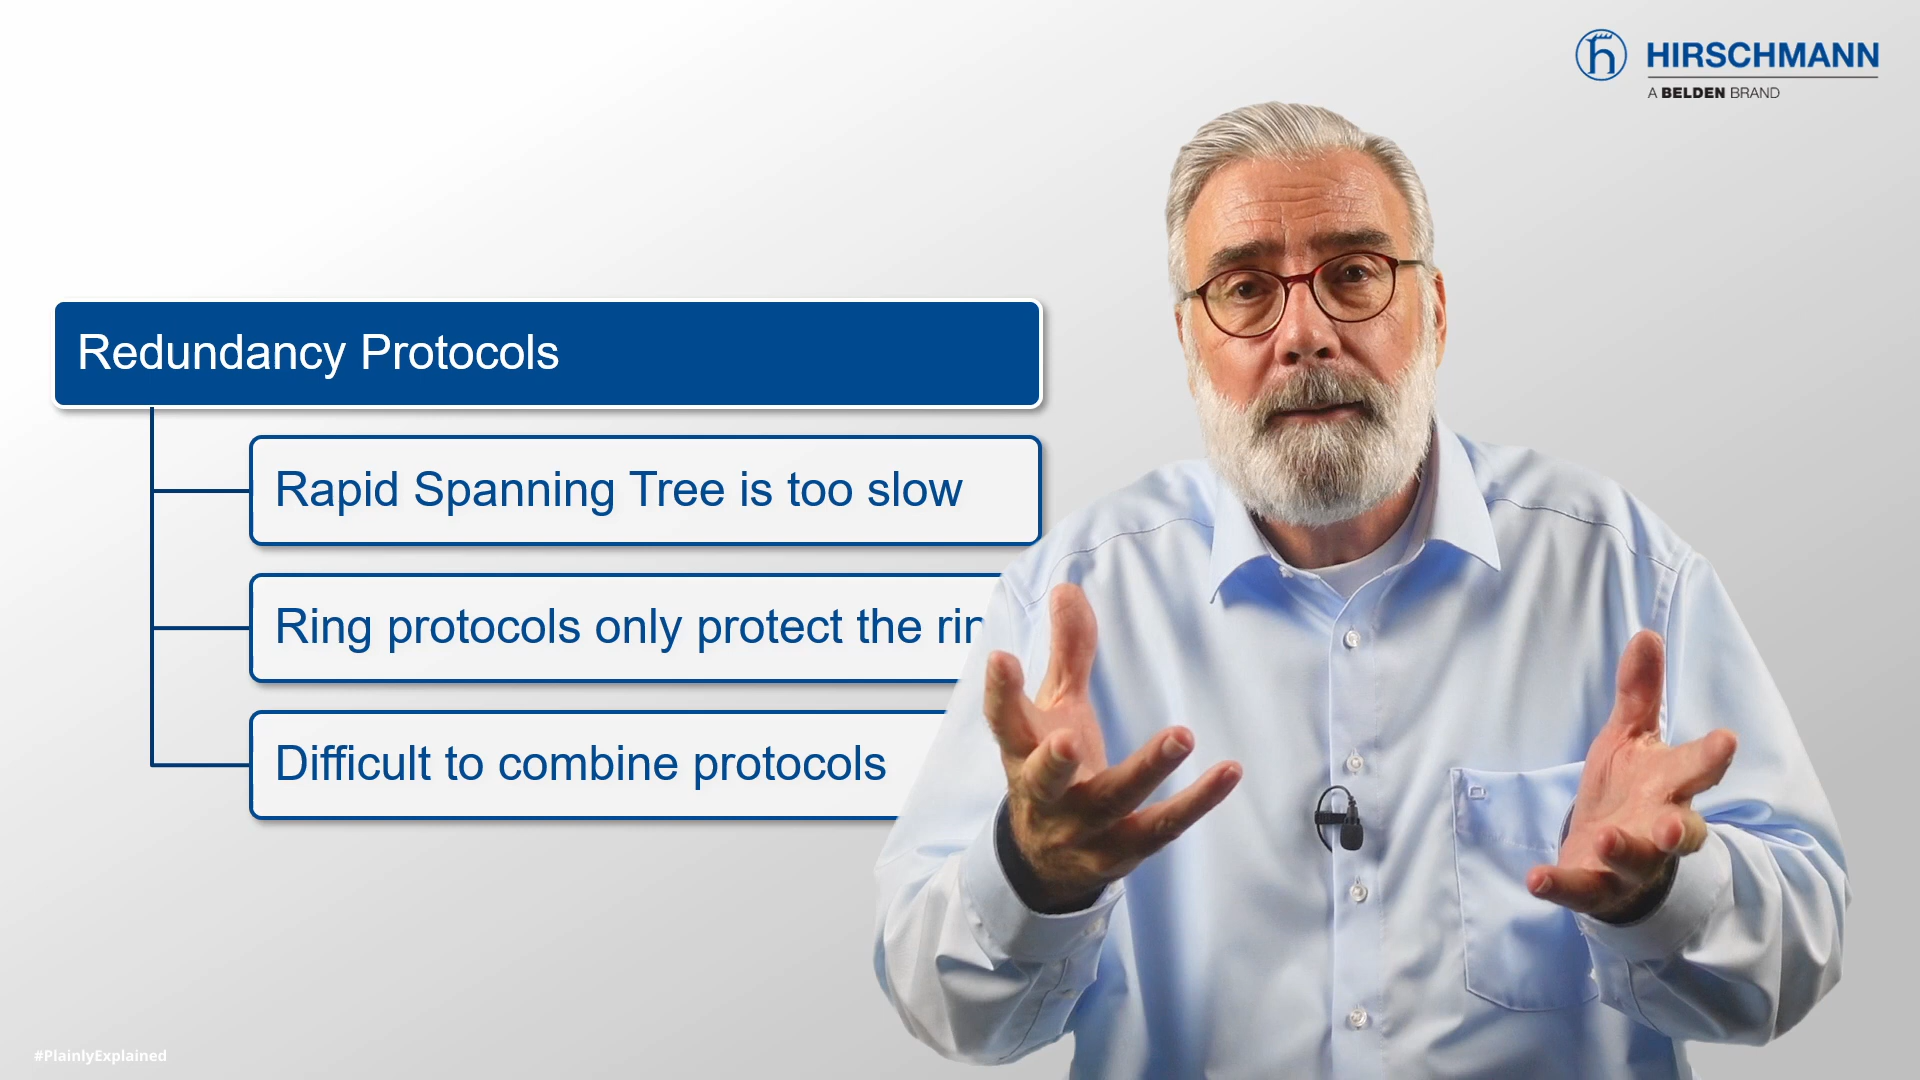 HIRSCHMANN
A BELDEN BRAND
Redundancy Protocols
Rapid Spanning Tree is too slow
Ring protocols only protect the
Difficult to combine protocols
#PlainlyExplained